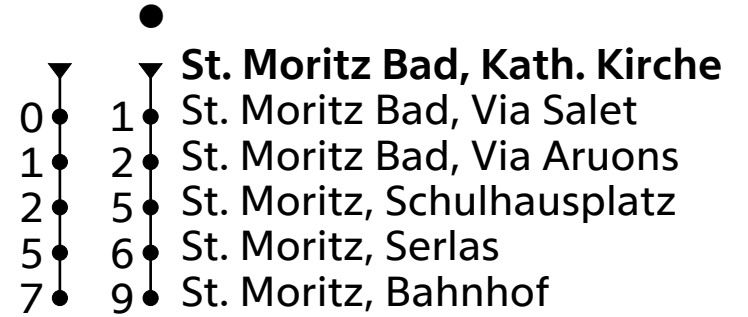 St. Moritz Bad, Kath. Kirche
0 1 St. Moritz Bad, Via Salet
1 2 St. Moritz Bad, Via Aruons
2 5 St. Moritz, Schulhausplatz
5 6 St. Moritz, Serlas
7 9 St. Moritz, Bahnhof